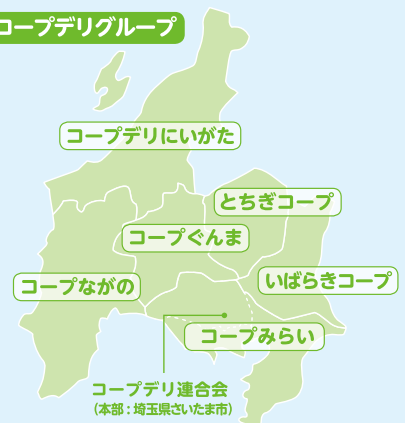 コープデリグループ
コープデリにいがた
とちぎコープ
コープぐんま
いばらきコープ
コープながの
コープみらい
コープデリ連合会
（本部：埼玉県さいたま市）